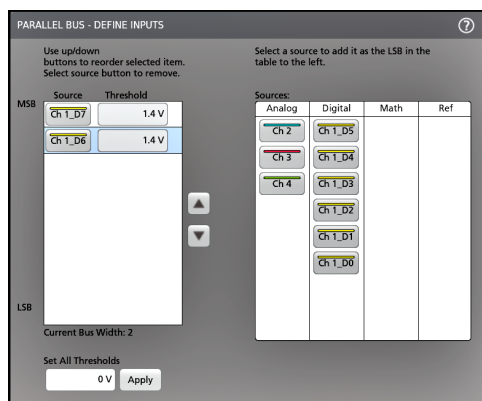 PARALLEL BUS - DEFINE INPUTS
?
Use up/down
buttons to reorder selected item.
Select source button to remove.
Select a source to add it as the LSB in the
table to the left.
Source Threshold
MSB
Ch 1_D7 1.4 V
Ch 1_D6 1.4 V
LSB
Current Bus Width: 2
Set All Thresholds
0 V Apply
Sources:
Analog Digital Math Ref
Ch 2 Ch 1_D5
Ch 3 Ch 1_D4
Ch 4 Ch 1_D3
Ch 1_D2
Ch 1_D1
Ch 1_D0